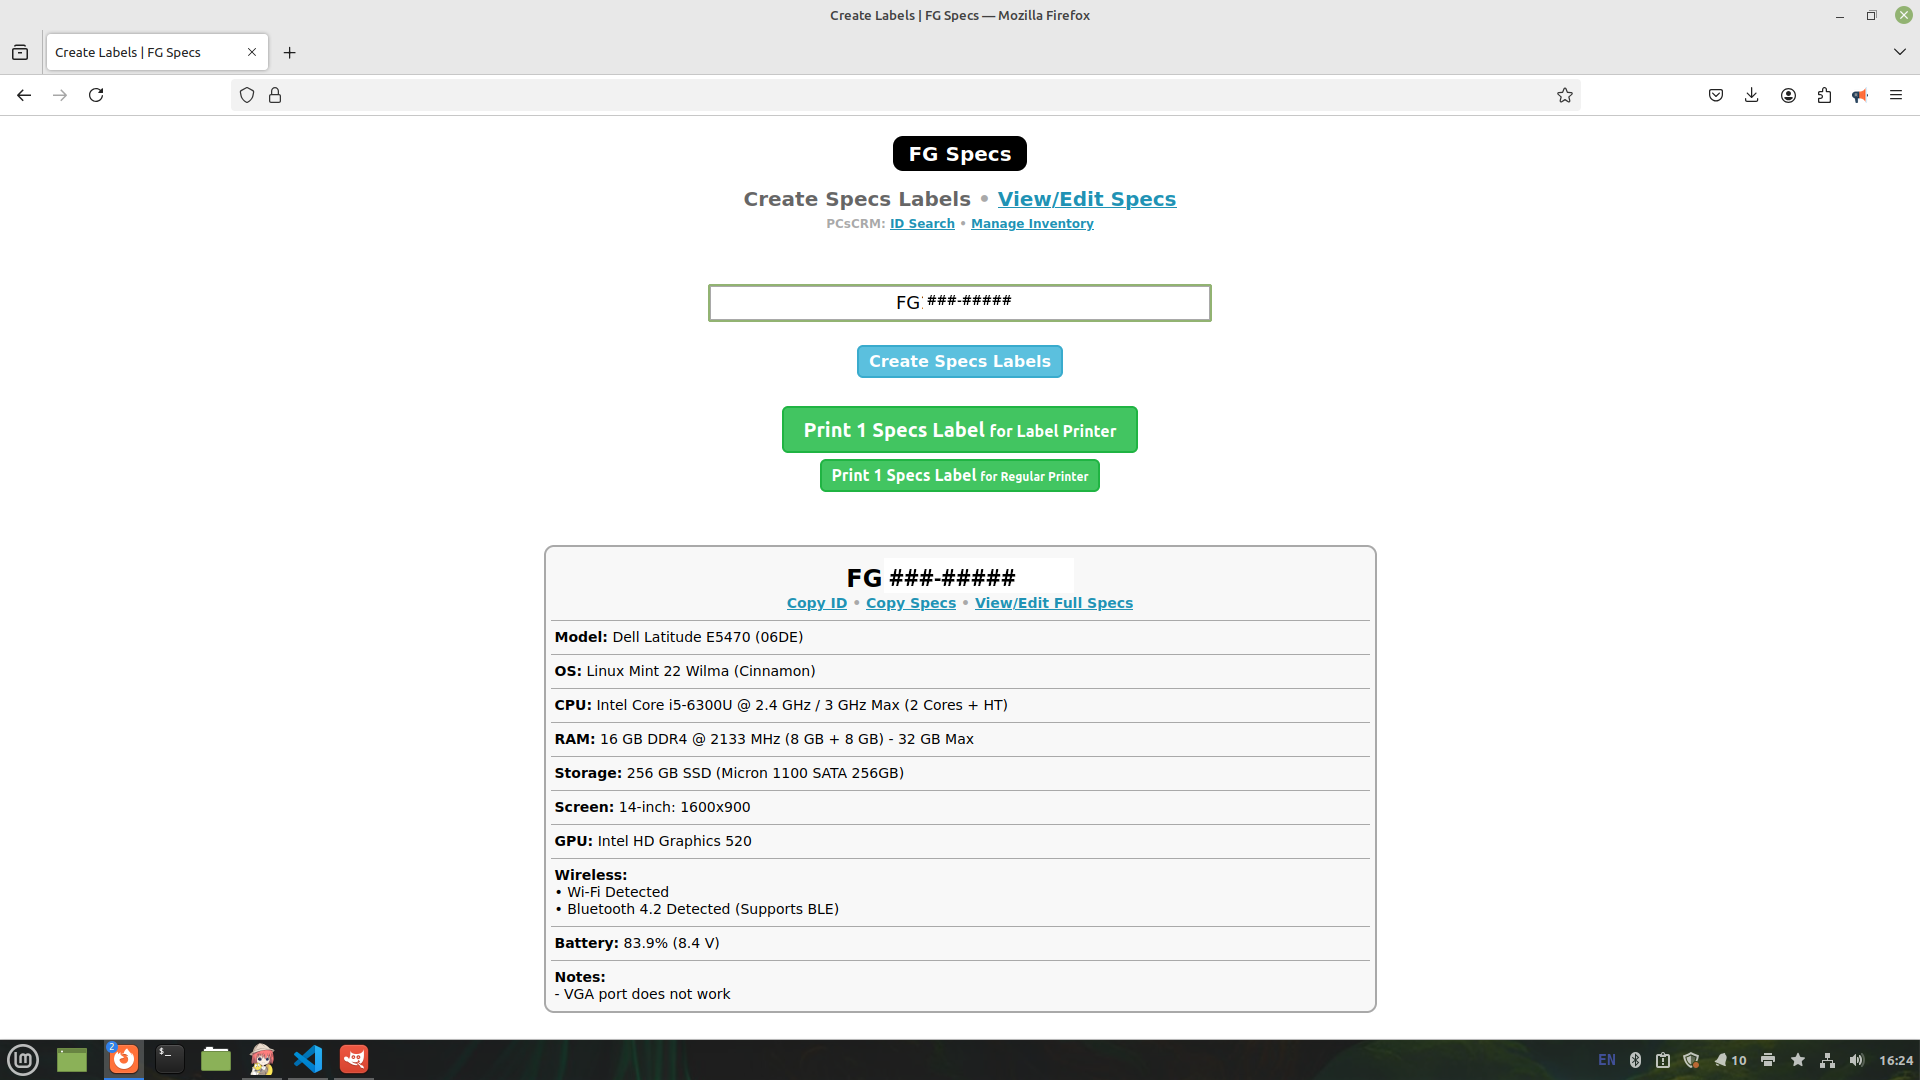 Create Labels | FG Specs — Mozilla Firefox
Create Labels | FG Specs
FG Specs
Create Specs Labels • View/Edit Specs
PCsCRM: ID Search • Manage Inventory
FG: ###-#####
Create Specs Labels
Print 1 Specs Label for Label Printer
Print 1 Specs Label for Regular Printer
FG ###-#####
Copy ID • Copy Specs • View/Edit Full Specs
Model: Dell Latitude E5470 (06DE)
OS: Linux Mint 22 Wilma (Cinnamon)
CPU: Intel Core i5-6300U @ 2.4 GHz / 3 GHz Max (2 Cores + HT)
RAM: 16 GB DDR4 @ 2133 MHz (8 GB + 8 GB) - 32 GB Max
Storage: 256 GB SSD (Micron 1100 SATA 256GB)
Screen: 14-inch: 1600x900
GPU: Intel HD Graphics 520
Wireless:
• Wi-Fi Detected
• Bluetooth 4.2 Detected (Supports BLE)
Battery: 83.9% (8.4 V)
Notes:
- VGA port does not work
2
$_
EN
10
16:24